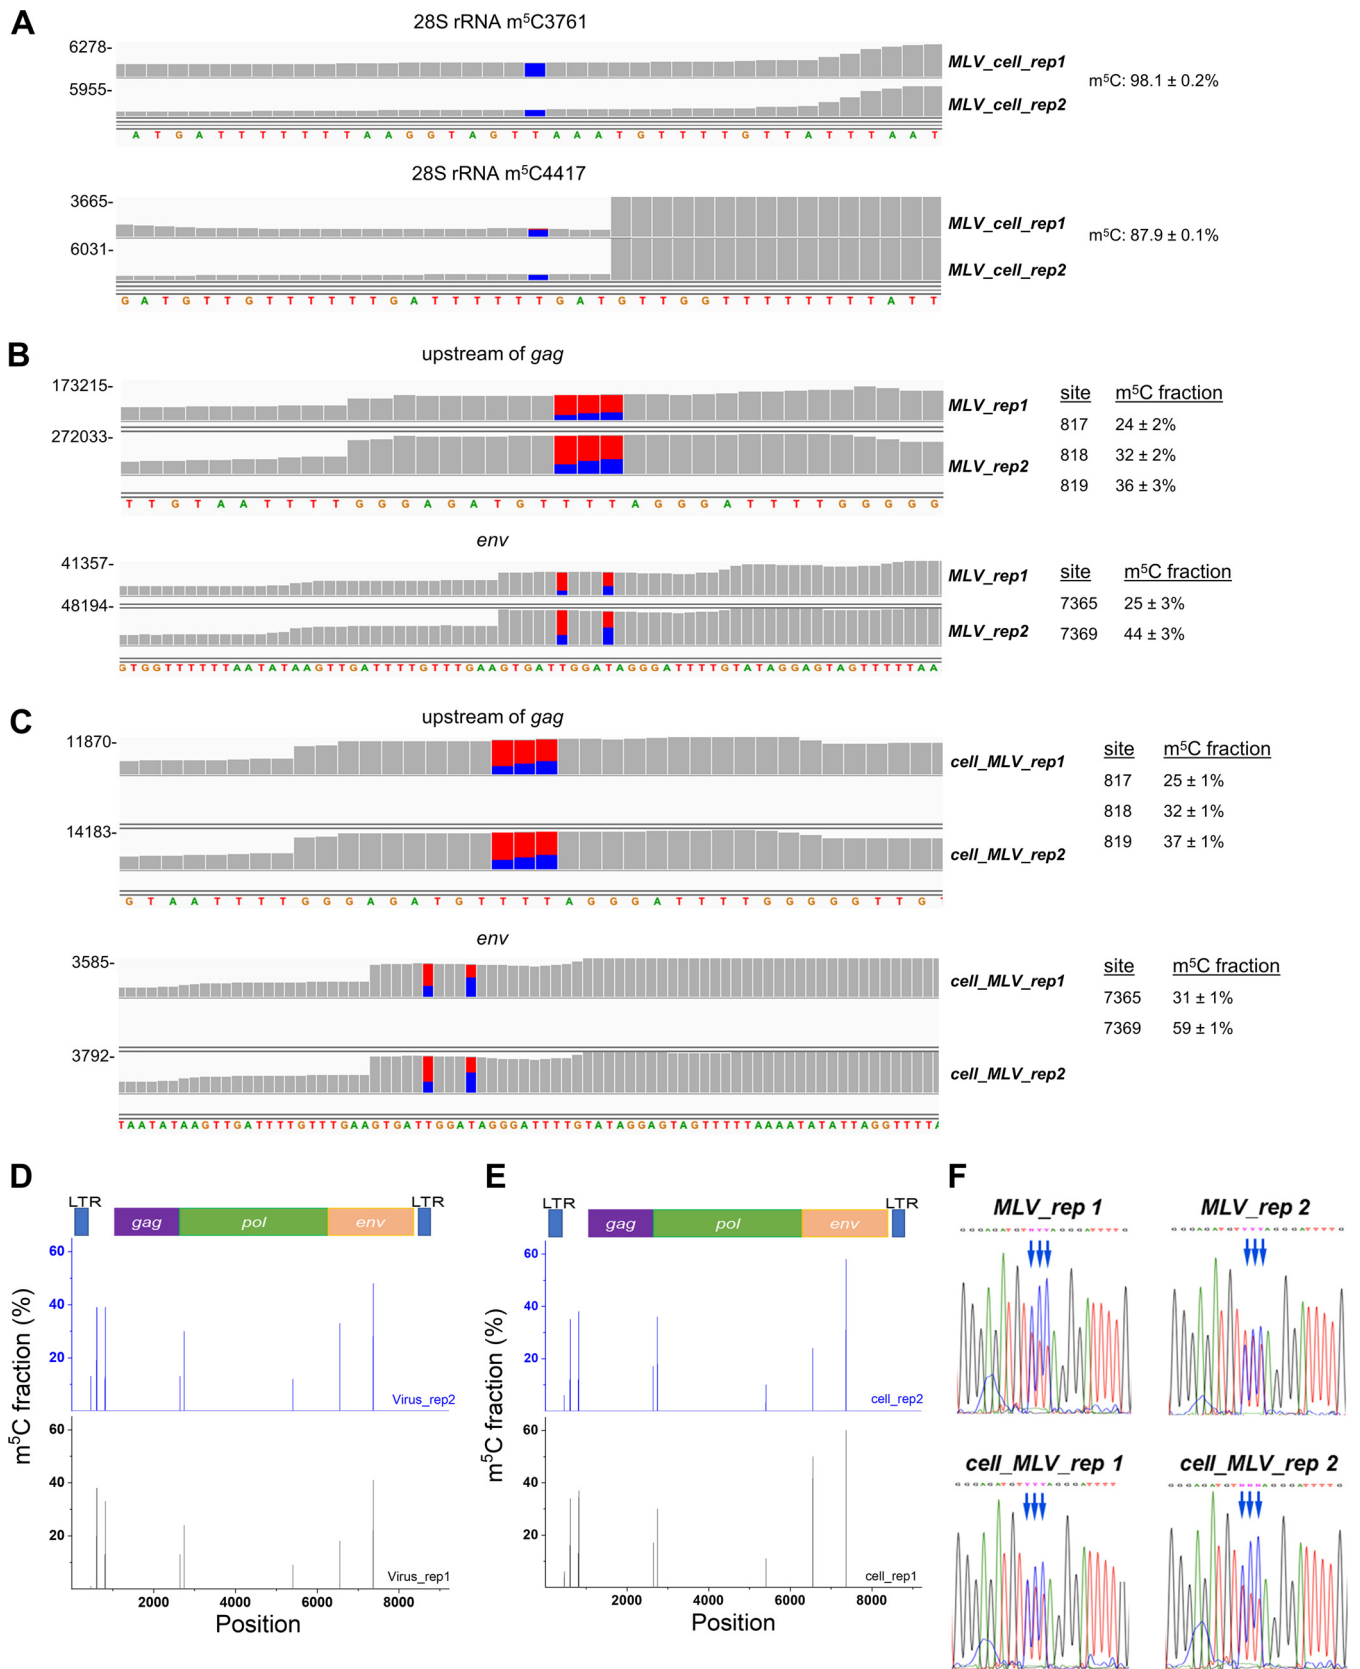 A
28S rRNA m⁵C3761
6278-
MLV_cell_rep1
m⁵C: 98.1 ± 0.2%
5955-
MLV_cell_rep2
A T G A T T T T T T T A A G G T A G T T A A A T G T T T T G T T A T T T A A T
28S rRNA m⁵C4417
3665-
MLV_cell_rep1
m⁵C: 87.9 ± 0.1%
6031-
MLV_cell_rep2
G A T G T T G T T T T T T G A T T T T T T G A T G T T G G T T T T T T T T A T T
B
upstream of gag
173215-
MLV_rep1
site m⁵C fraction
817 24 ± 2%
272033-
818 32 ± 2%
MLV_rep2
819 36 ± 3%
T T G T A A T T T T G G G A G A T G T T T T A G G G A T T T T G G G G G
env
41357-
MLV_rep1
site m⁵C fraction
7365 25 ± 3%
48194-
MLV_rep2
7369 44 ± 3%
GTGGTTTTTTAATATAAGTTGATTTTGTTTGAAGTGATTGGATAGGGATTTTGTATAGGAGTAGTTTTTAA
C
upstream of gag
11870-
cell_MLV_rep1
site m⁵C fraction
817 25 ± 1%
818 32 ± 1%
14183-
819 37 ± 1%
cell_MLV_rep2
G T A A T T T T G G G A G A T G T T T T A G G G A T T T T G G G G G T T G T
env
3585-
cell_MLV_rep1
site m⁵C fraction
7365 31 ± 1%
7369 59 ± 1%
3792-
cell_MLV_rep2
TAATATAAGTTGATTTTGTTTGAAGTGATTGGATAGGGATTTTGTATAGGAGTAGTTTTTAAAATATATTAGGTTTTA
D
LTR LTR
gag pol env
60
40
20
Virus_rep2
60
40
20
Virus_rep1
m⁵C fraction (%)
2000 4000 6000 8000
Position
E
LTR LTR
gag pol env
60
40
20
cell_rep2
60
40
20
cell_rep1
m⁵C fraction (%)
2000 4000 6000 8000
Position
F
MLV_rep 1
MLV_rep 2
G G G A G A T G T N Y Y A G G G A T T T T G
G G G A G A T G T Y Y Y A G G G A T T T T G
cell_MLV_rep 1
cell_MLV_rep 2
G G G A G A T G T Y Y Y A G G G A T T T T
G G G A G A T G T N N N A G G G A T T T T G